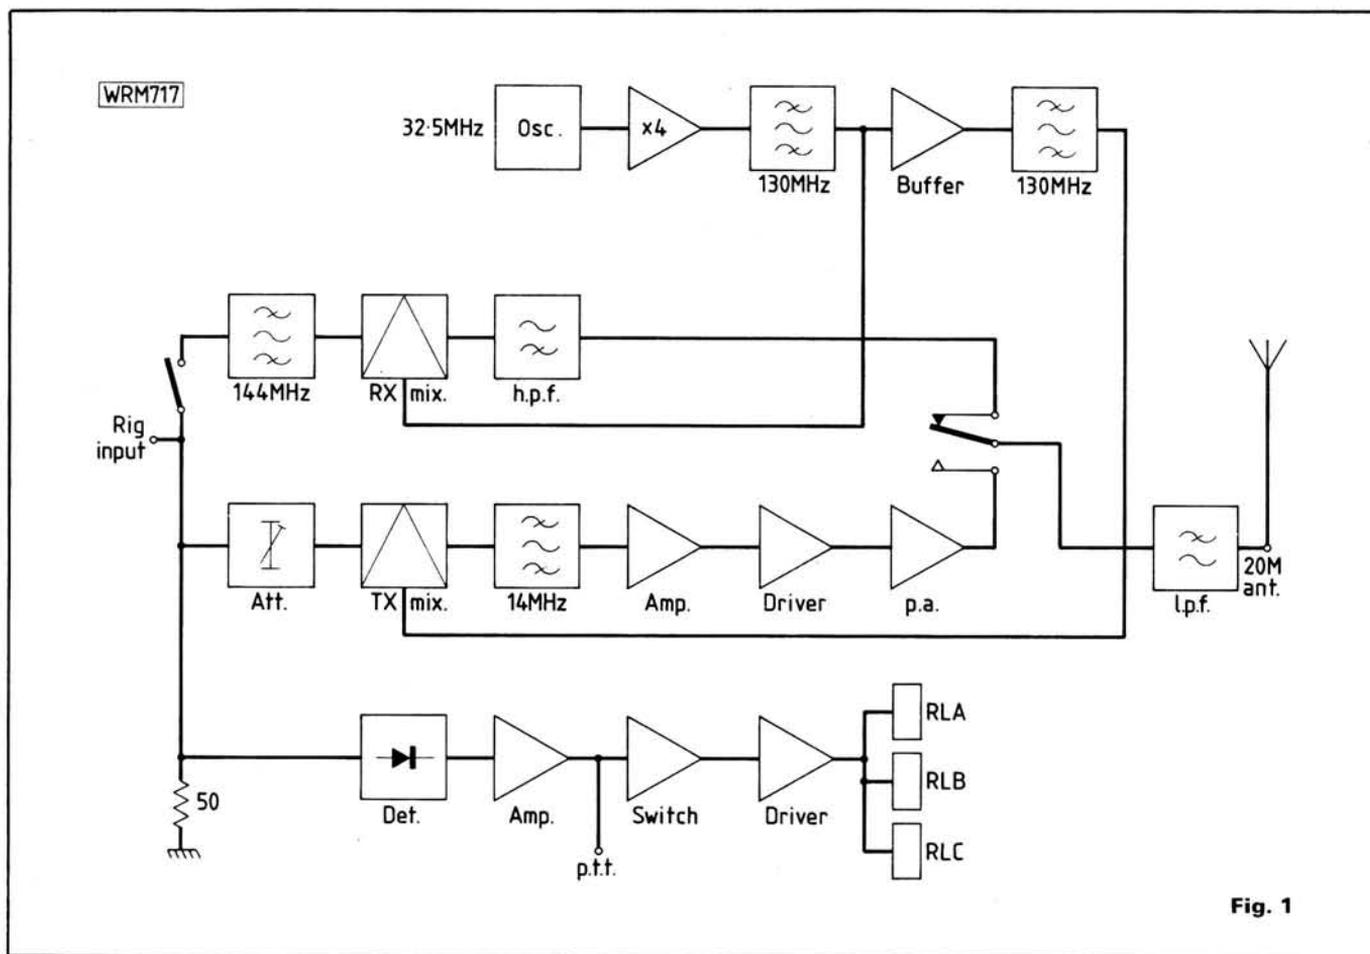 WRM717
32·5MHz
Osc.
x4
130MHz
Buffer
130MHz
144MHz
RX mix.
h.p.f.
Rig
input
Att.
TX mix.
14MHz
Amp.
Driver
p.a.
l.p.f.
20M
ant.
50
Det.
Amp.
p.t.t.
Switch
Driver
RLA
RLB
RLC
Fig. 1